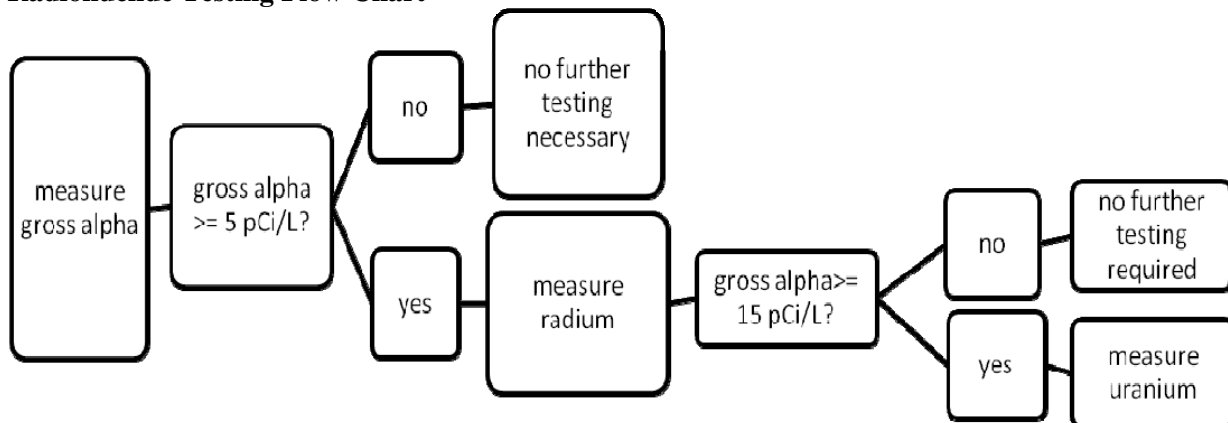 measure
gross alpha
gross alpha
>= 5 pCi/L?
no
no further
testing
necessary
yes
measure
radium
gross alpha>=
15 pCi/L?
no
no further
testing
required
yes
measure
uranium